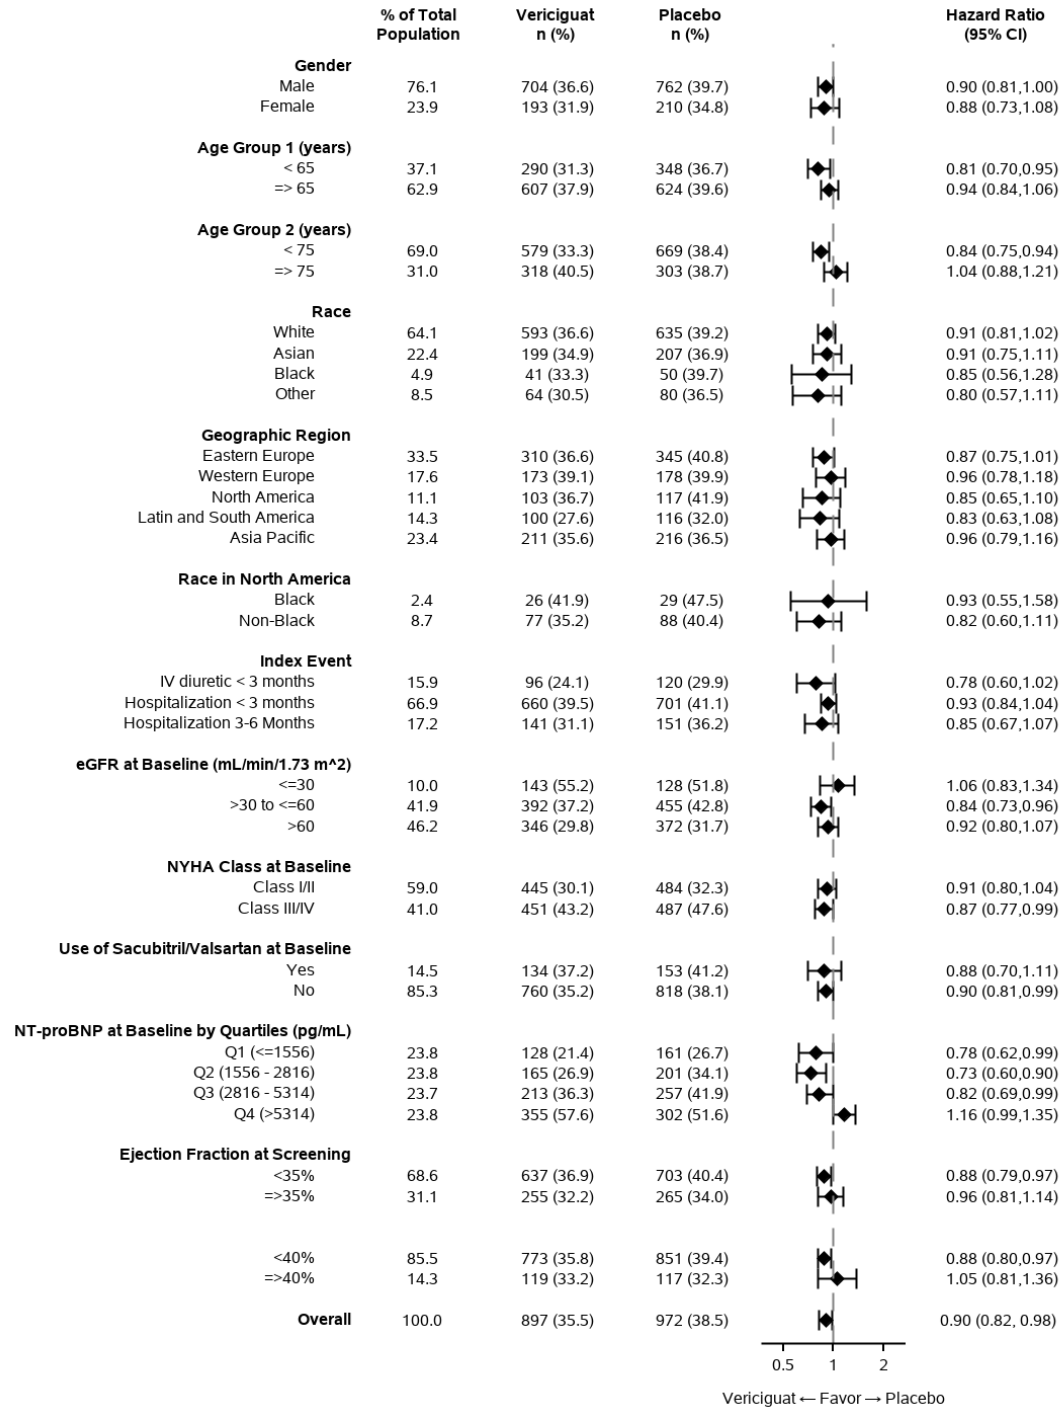 % of Total Vericiguat Placebo Hazard Ratio
Population n (%) n (%) (95% CI)
Gender
Male 76.1 704 (36.6) 762 (39.7) 0.90 (0.81,1.00)
Female 23.9 193 (31.9) 210 (34.8) 0.88 (0.73,1.08)
Age Group 1 (years)
< 65 37.1 290 (31.3) 348 (36.7) 0.81 (0.70,0.95)
=> 65 62.9 607 (37.9) 624 (39.6) 0.94 (0.84,1.06)
Age Group 2 (years)
< 75 69.0 579 (33.3) 669 (38.4) 0.84 (0.75,0.94)
=> 75 31.0 318 (40.5) 303 (38.7) 1.04 (0.88,1.21)
Race
White 64.1 593 (36.6) 635 (39.2) 0.91 (0.81,1.02)
Asian 22.4 199 (34.9) 207 (36.9) 0.91 (0.75,1.11)
Black 4.9 41 (33.3) 50 (39.7) 0.85 (0.56,1.28)
Other 8.5 64 (30.5) 80 (36.5) 0.80 (0.57,1.11)
Geographic Region
Eastern Europe 33.5 310 (36.6) 345 (40.8) 0.87 (0.75,1.01)
Western Europe 17.6 173 (39.1) 178 (39.9) 0.96 (0.78,1.18)
North America 11.1 103 (36.7) 117 (41.9) 0.85 (0.65,1.10)
Latin and South America 14.3 100 (27.6) 116 (32.0) 0.83 (0.63,1.08)
Asia Pacific 23.4 211 (35.6) 216 (36.5) 0.96 (0.79,1.16)
Race in North America
Black 2.4 26 (41.9) 29 (47.5) 0.93 (0.55,1.58)
Non-Black 8.7 77 (35.2) 88 (40.4) 0.82 (0.60,1.11)
Index Event
IV diuretic < 3 months 15.9 96 (24.1) 120 (29.9) 0.78 (0.60,1.02)
Hospitalization < 3 months 66.9 660 (39.5) 701 (41.1) 0.93 (0.84,1.04)
Hospitalization 3-6 Months 17.2 141 (31.1) 151 (36.2) 0.85 (0.67,1.07)
eGFR at Baseline (mL/min/1.73 m^2)
<=30 10.0 143 (55.2) 128 (51.8) 1.06 (0.83,1.34)
>30 to <=60 41.9 392 (37.2) 455 (42.8) 0.84 (0.73,0.96)
>60 46.2 346 (29.8) 372 (31.7) 0.92 (0.80,1.07)
NYHA Class at Baseline
Class I/II 59.0 445 (30.1) 484 (32.3) 0.91 (0.80,1.04)
Class III/IV 41.0 451 (43.2) 487 (47.6) 0.87 (0.77,0.99)
Use of Sacubitril/Valsartan at Baseline
Yes 14.5 134 (37.2) 153 (41.2) 0.88 (0.70,1.11)
No 85.3 760 (35.2) 818 (38.1) 0.90 (0.81,0.99)
NT-proBNP at Baseline by Quartiles (pg/mL)
Q1 (<=1556) 23.8 128 (21.4) 161 (26.7) 0.78 (0.62,0.99)
Q2 (1556 - 2816) 23.8 165 (26.9) 201 (34.1) 0.73 (0.60,0.90)
Q3 (2816 - 5314) 23.7 213 (36.3) 257 (41.9) 0.82 (0.69,0.99)
Q4 (>5314) 23.8 355 (57.6) 302 (51.6) 1.16 (0.99,1.35)
Ejection Fraction at Screening
<35% 68.6 637 (36.9) 703 (40.4) 0.88 (0.79,0.97)
=>35% 31.1 255 (32.2) 265 (34.0) 0.96 (0.81,1.14)
<40% 85.5 773 (35.8) 851 (39.4) 0.88 (0.80,0.97)
=>40% 14.3 119 (33.2) 117 (32.3) 1.05 (0.81,1.36)
Overall 100.0 897 (35.5) 972 (38.5) 0.90 (0.82, 0.98)
0.5 1 2
Vericiguat ← Favor → Placebo